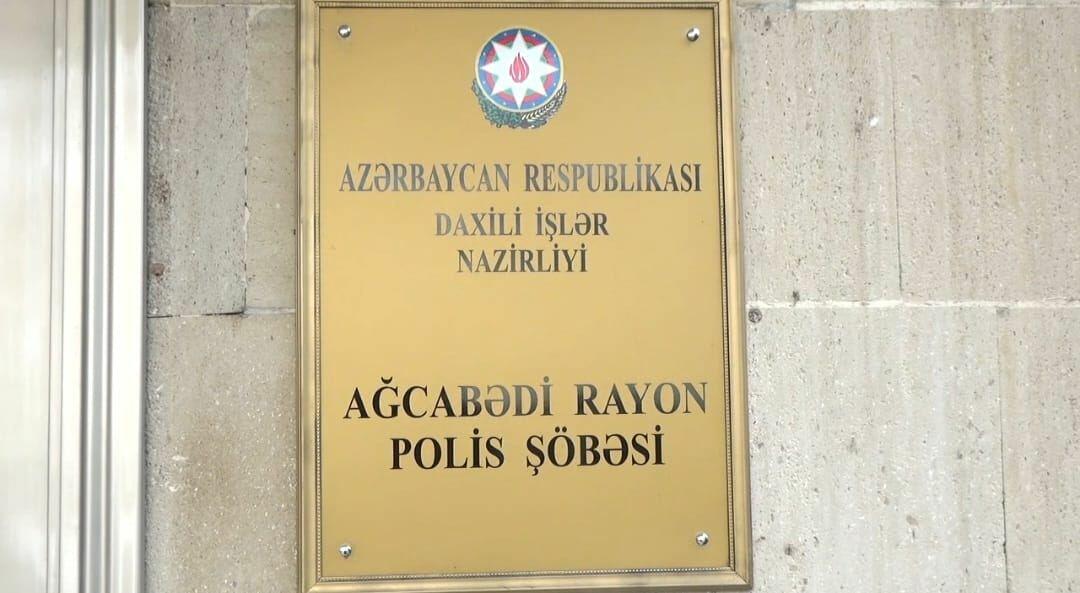 AZƏRBAYCAN RESPUBLİKASI
DAXİLİ İŞLƏR
NAZİRLİYİ
AĞCABƏDİ RAYON
POLİS ŞÖBƏSİ